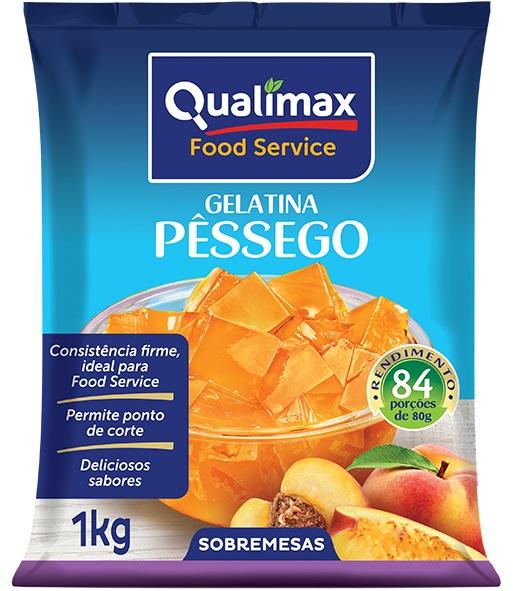 Qualimax
Food Service
GELATINA
PÊSSEGO
Consistência firme,
ideal para
Food Service
Permite ponto
de corte
Deliciosos
sabores
RENDIMENTO
84
porções
de 80g
1kg
SOBREMESAS